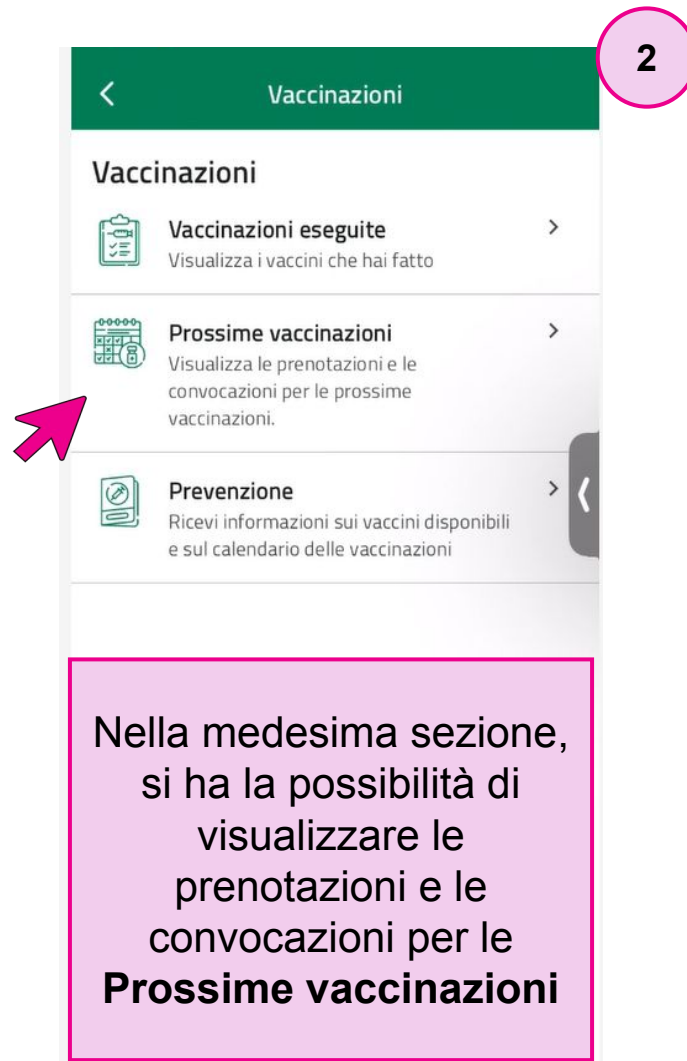 2
Vaccinazioni
Vaccinazioni
Vaccinazioni eseguite
Visualizza i vaccini che hai fatto
Prossime vaccinazioni
Visualizza le prenotazioni e le
convocazioni per le prossime
vaccinazioni.
Prevenzione
Ricevi informazioni sui vaccini disponibili
e sul calendario delle vaccinazioni
Nella medesima sezione,
si ha la possibilità di
visualizzare le
prenotazioni e le
convocazioni per le
Prossime vaccinazioni